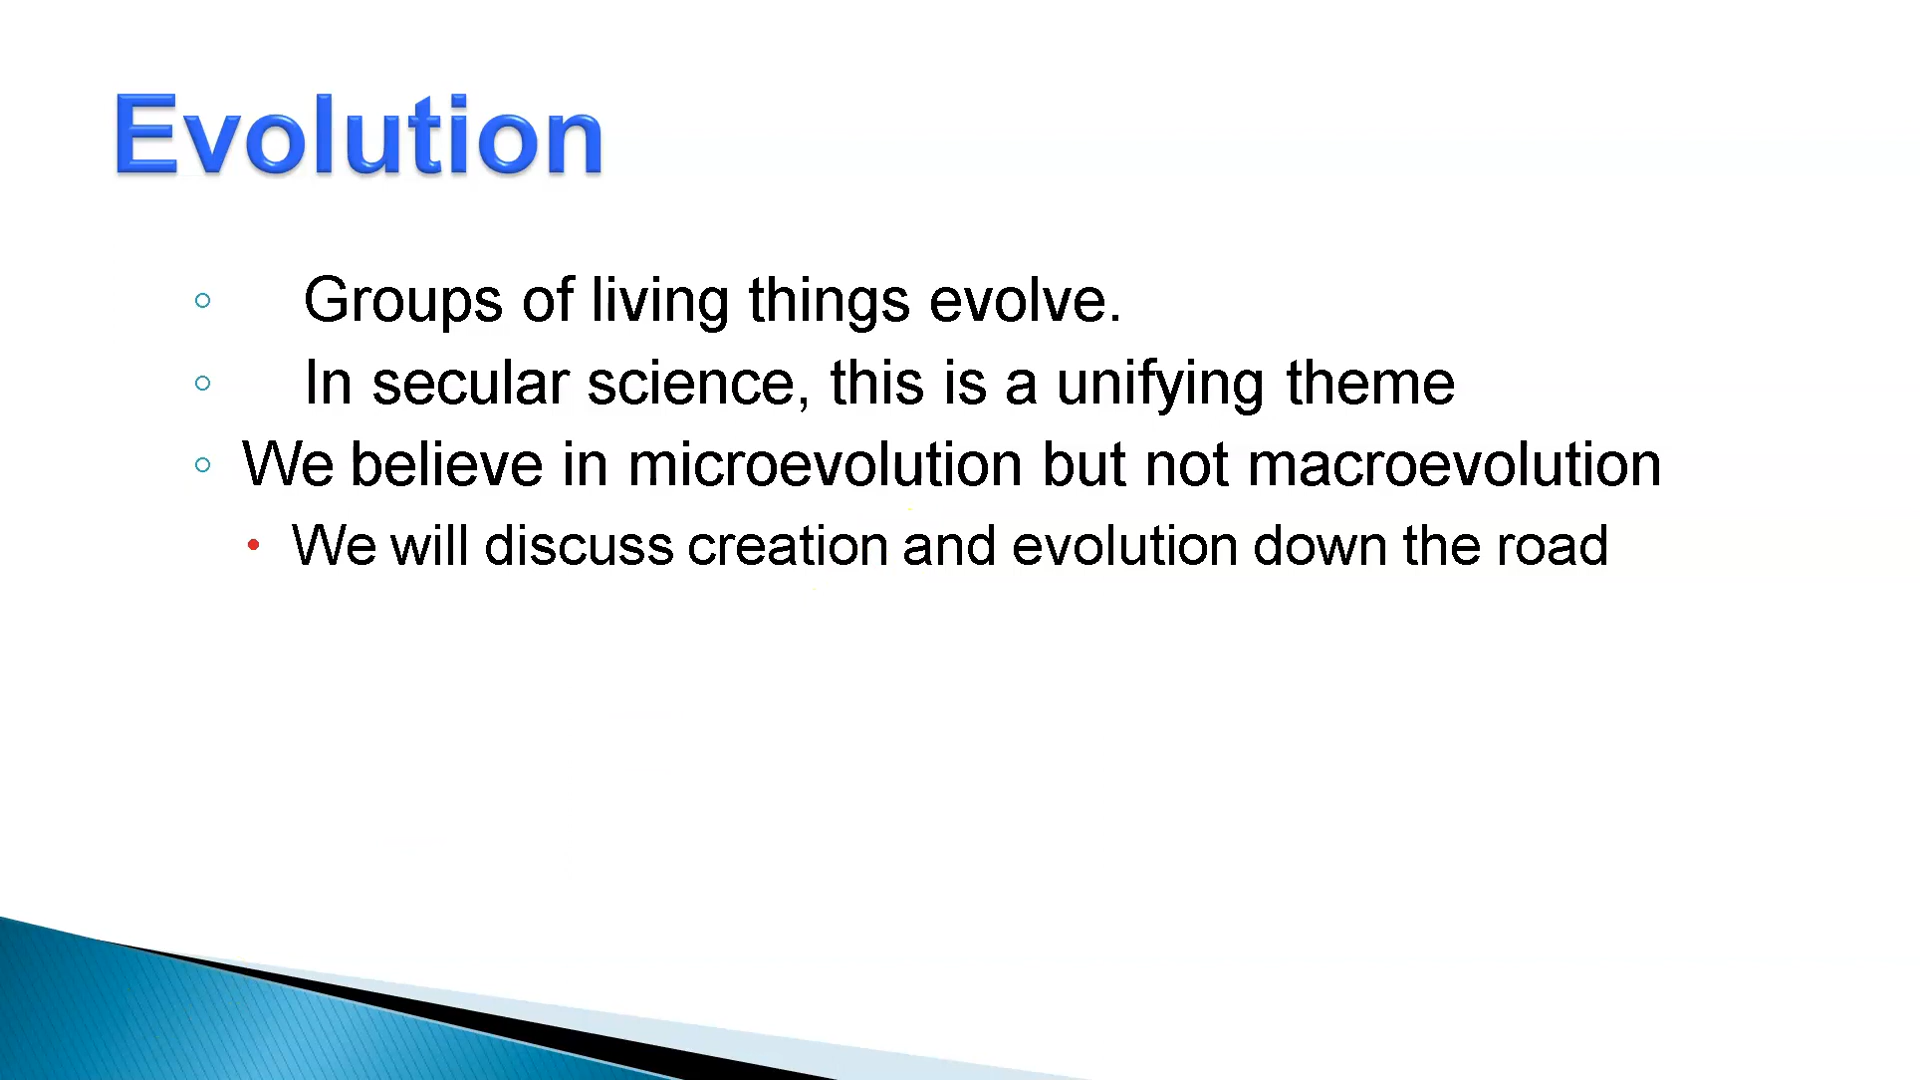 Evolution
Groups of living things evolve.
In secular science, this is a unifying theme
We believe in microevolution but not macroevolution
We will discuss creation and evolution down the road